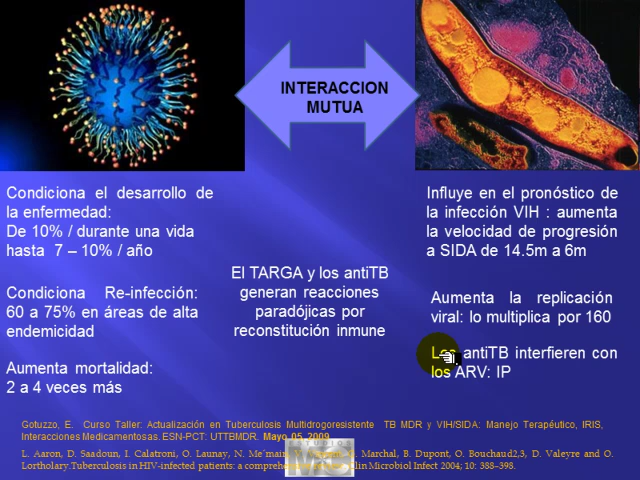 INTERACCION
MUTUA
Condiciona el desarrollo de
la enfermedad:
De 10% / durante una vida
hasta 7 – 10% / año
Condiciona Re-infección:
60 a 75% en áreas de alta
endemicidad
Aumenta mortalidad:
2 a 4 veces más
El TARGA y los antiTB
generan reacciones
paradójicas por
reconstitución inmune
Influye en el pronóstico de
la infección VIH : aumenta
la velocidad de progresión
a SIDA de 14.5m a 6m
Aumenta la replicación
viral: lo multiplica por 160
Los antiTB interfieren con
los ARV: IP
Gotuzzo, E. Curso Taller: Actualización en Tuberculosis Multidrogoresistente TB MDR y VIH/SIDA: Manejo Terapéutico, IRIS,
Interacciones Medicamentosas. ESN-PCT: UTTBMDR. Mayo 05, 2009
L. Aaron, D. Saadoun, I. Calatroni, O. Launay, N. Me´main, Marchal, B. Dupont, O. Bouchaud2,3, D. Valeyre and O.
Lortholary Tuberculosis in HIV-infected patients: a comprehensive Clin Microbiol Infect 2004; 10: 388–398.